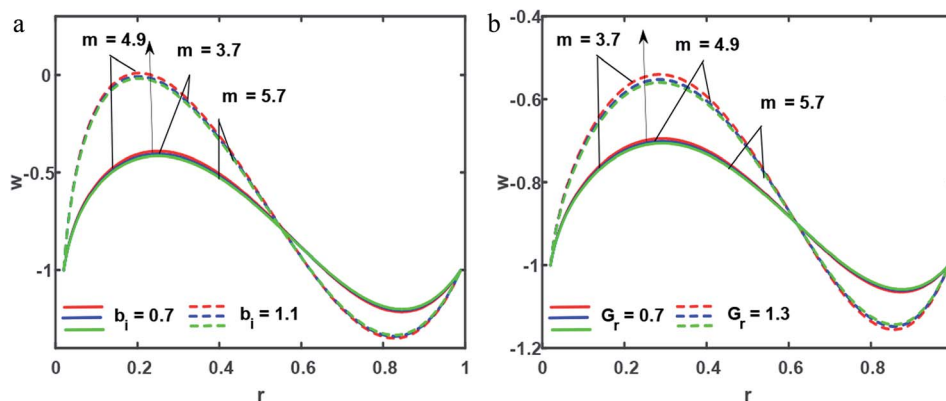 a
m = 4.9
m = 3.7
m = 5.7
0
-0.5
-1
w
b_i = 0.7
b_i = 1.1
0 0.2 0.4 0.6 0.8 1
r
b
-0.4
m = 3.7
m = 4.9
m = 5.7
-0.6
-0.8
-1
-1.2
w
G_r = 0.7
G_r = 1.3
0 0.2 0.4 0.6 0.8
r